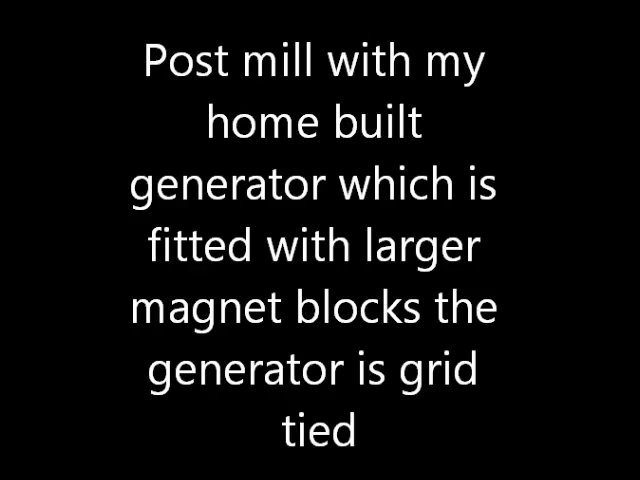 Post mill with my
home built
generator which is
fitted with larger
magnet blocks the
generator is grid
tied